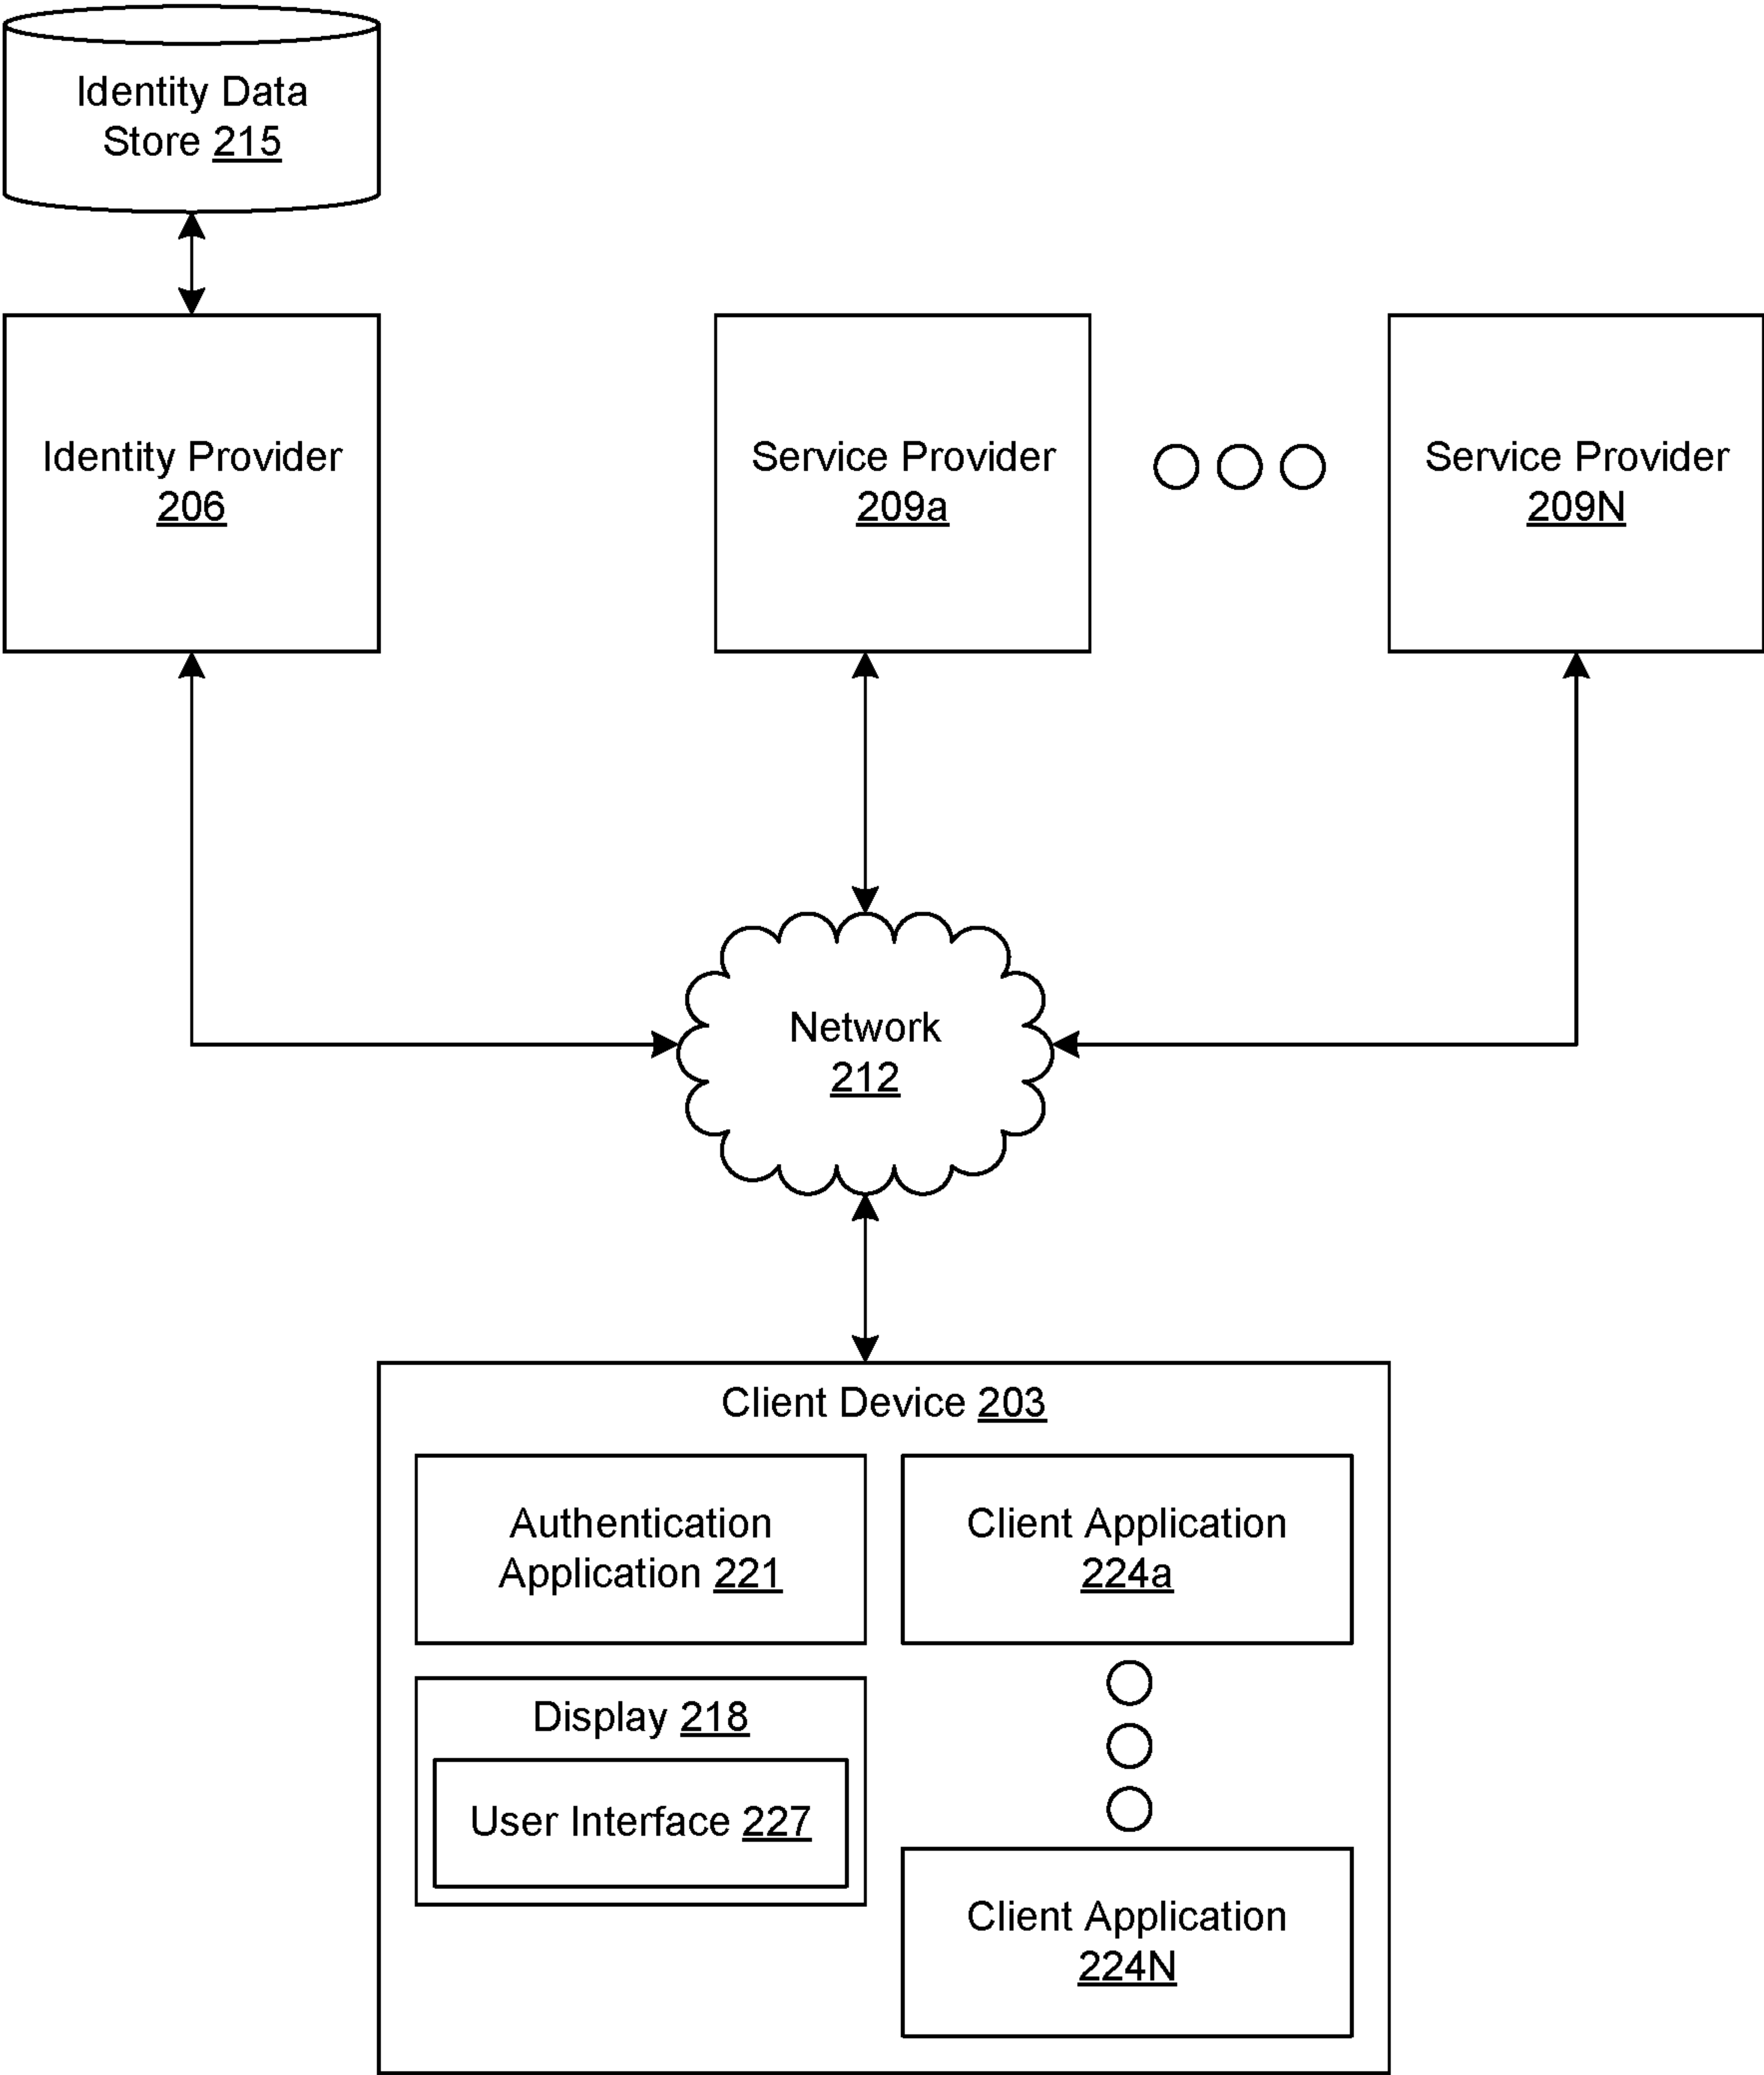 Identity Data
Store 215
Identity Provider
206
Service Provider
209a
Service Provider
209N
Network
212
Client Device 203
Authentication
Application 221
Client Application
224a
Display 218
User Interface 227
Client Application
224N